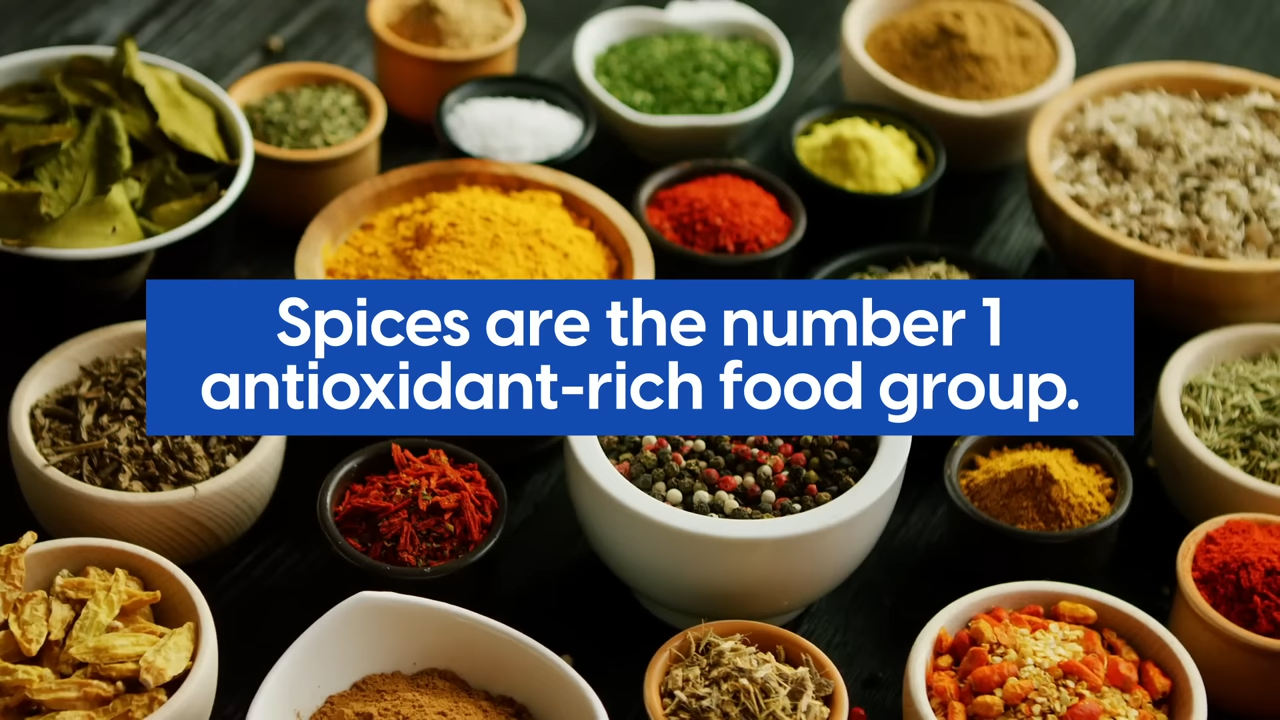 Spices are the number 1
antioxidant-rich food group.